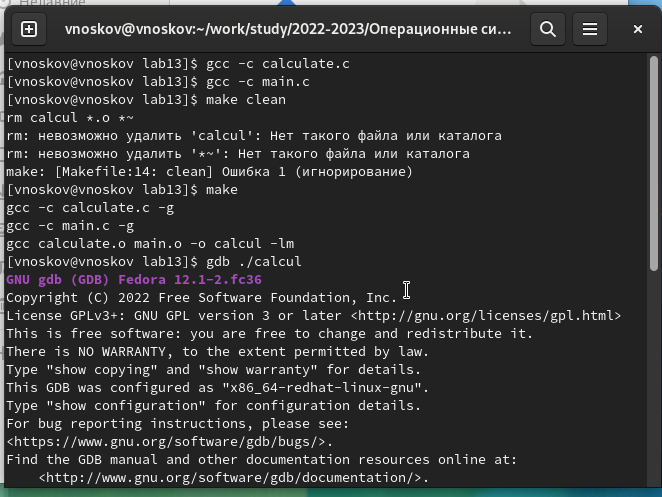 vnoskov@vnoskov:~/work/study/2022-2023/Операционные си...
[vnoskov@vnoskov lab13]$ gcc -c calculate.c
[vnoskov@vnoskov lab13]$ gcc -c main.c
[vnoskov@vnoskov lab13]$ make clean
rm calcul *.o *~
rm: невозможно удалить 'calcul': Нет такого файла или каталога
rm: невозможно удалить '*~': Нет такого файла или каталога
make: [Makefile:14: clean] Ошибка 1 (игнорирование)
[vnoskov@vnoskov lab13]$ make
gcc -c calculate.c -g
gcc -c main.c -g
gcc calculate.o main.o -o calcul -lm
[vnoskov@vnoskov lab13]$ gdb ./calcul
GNU gdb (GDB) Fedora 12.1-2.fc36
Copyright (C) 2022 Free Software Foundation, Inc.
License GPLv3+: GNU GPL version 3 or later <http://gnu.org/licenses/gpl.html>
This is free software: you are free to change and redistribute it.
There is NO WARRANTY, to the extent permitted by law.
Type "show copying" and "show warranty" for details.
This GDB was configured as "x86_64-redhat-linux-gnu".
Type "show configuration" for configuration details.
For bug reporting instructions, please see:
<https://www.gnu.org/software/gdb/bugs/>.
Find the GDB manual and other documentation resources online at:
    <http://www.gnu.org/software/gdb/documentation/>.